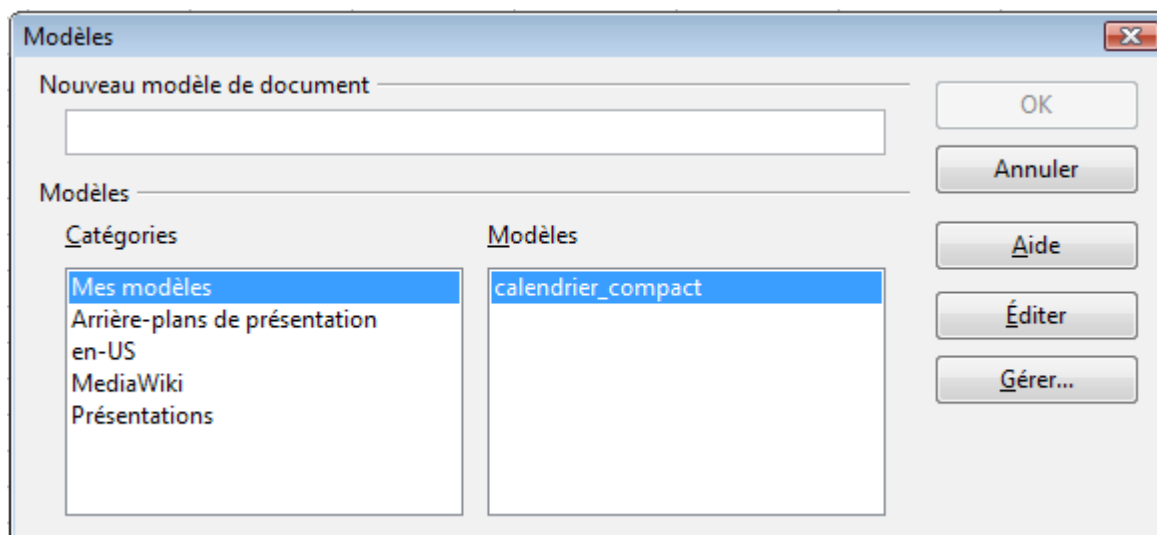 Modèles
Nouveau modèle de document
OK
Annuler
Modèles
Catégories
Modèles
Aide
Mes modèles
calendrier_compact
Arrière-plans de présentation
Éditer
en-US
MediaWiki
Gérer...
Présentations